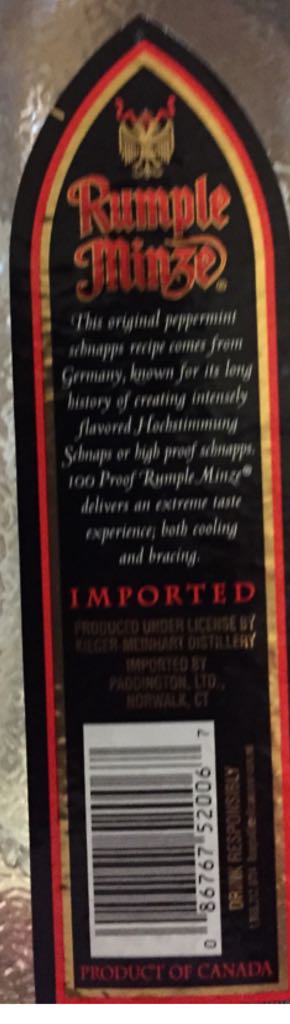 Rumple
Minze®
This original peppermint
schnapps recipe comes from
Germany, known for its long
history of creating intensely
flavored Hochstimmung
Schnaps or high proof schnapps.
100 Proof Rumple Minze®
delivers an extreme taste
experience; both cooling
and bracing.
IMPORTED
PRODUCED UNDER LICENSE BY
KIEGER-MEINHART DISTILLERY
IMPORTED BY
PADDINGTON, LTD.,
NORWALK, CT
0 86767 52006 7
DRINK RESPONSIBLY
PRODUCT OF CANADA